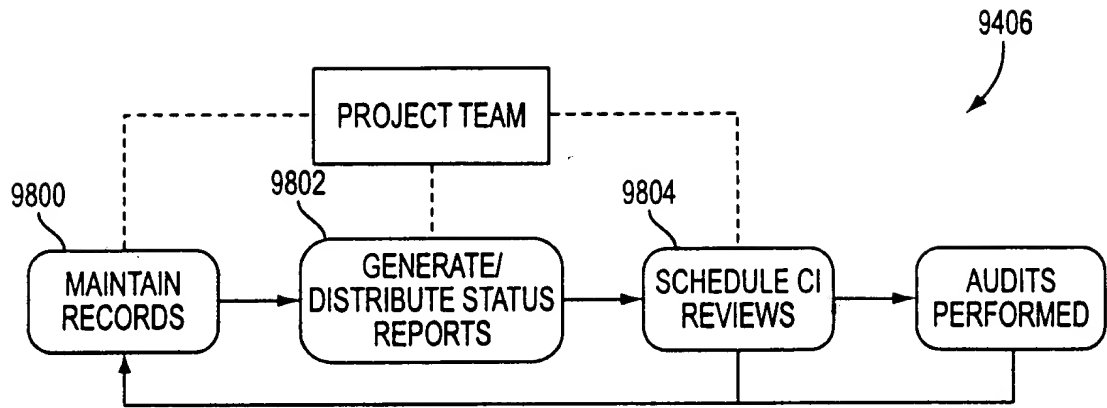 9406
PROJECT TEAM
9800
9802
9804
MAINTAIN
RECORDS
GENERATE/
DISTRIBUTE STATUS
REPORTS
SCHEDULE CI
REVIEWS
AUDITS
PERFORMED